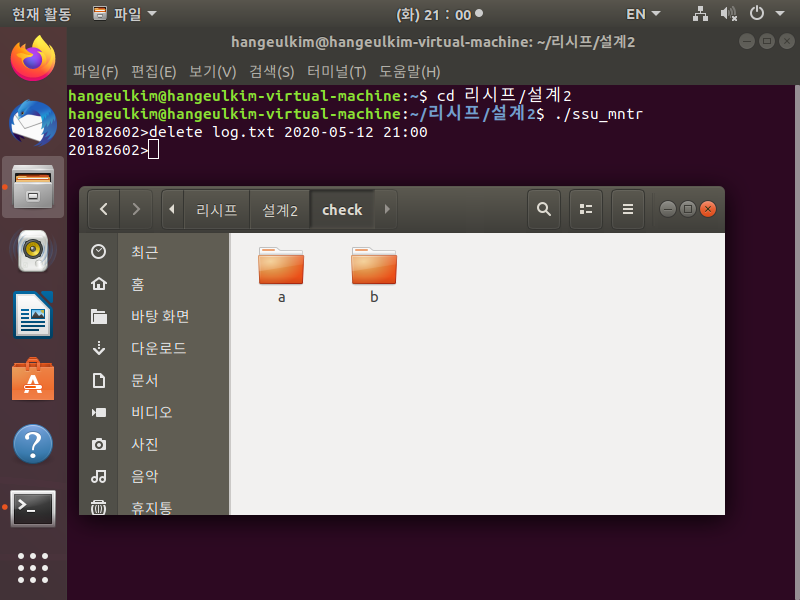 현재 활동 파일 (화) 21 : 00 EN
hangeulkim@hangeulkim-virtual-machine: ~/리시프/설계2
파일(F) 편집(E) 보기(V) 검색(S) 터미널(T) 도움말(H)
hangeulkim@hangeulkim-virtual-machine:~$ cd 리시프/설계2
hangeulkim@hangeulkim-virtual-machine:~/리시프/설계2$ ./ssu_mntr
20182602>delete log.txt 2020-05-12 21:00
20182602>
리시프 설계2 check
최근
홈
바탕 화면
다운로드
문서
비디오
사진
음악
휴지통
a b